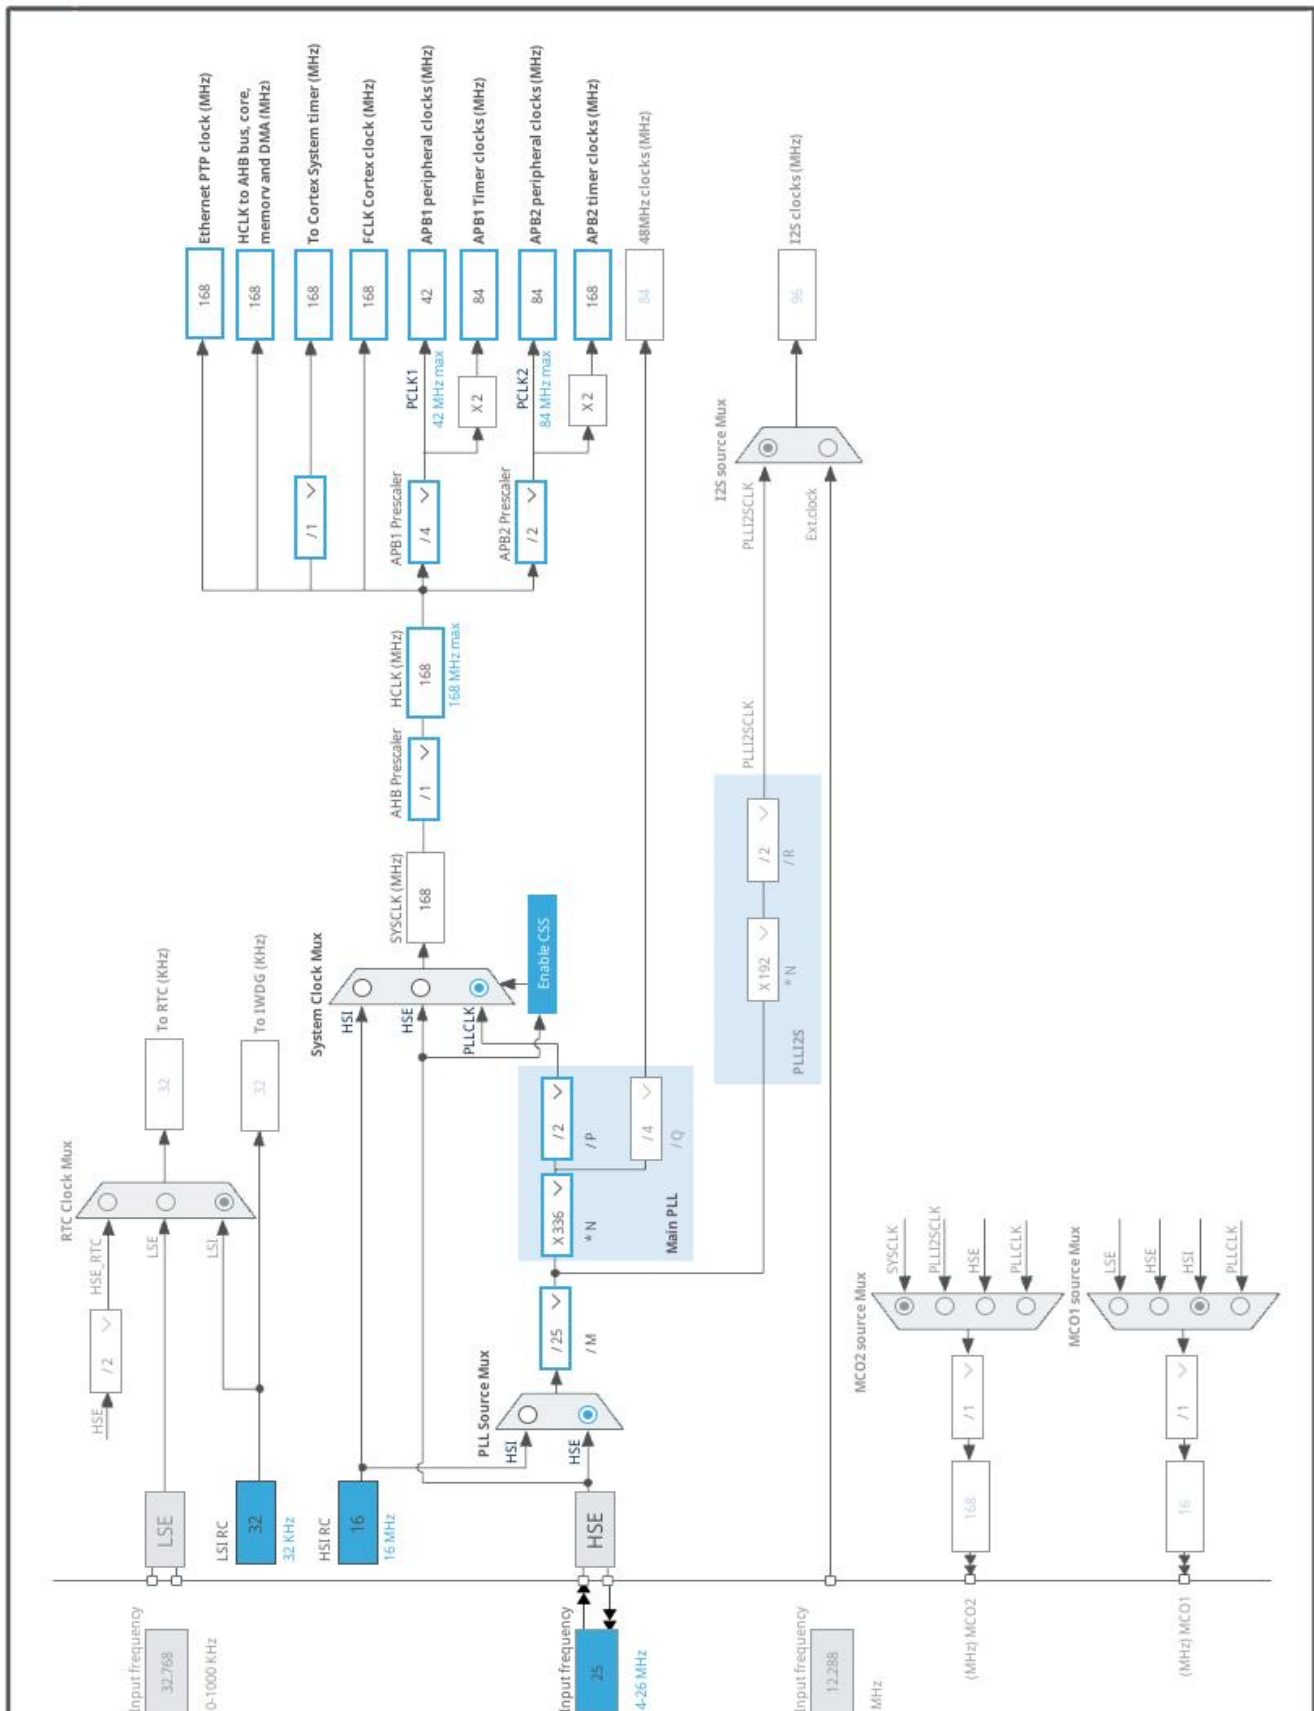 Input frequency
32.768
0-1000 KHz
LSE
HSE
/ 2
HSE_RTC
LSE
LSI
RTC Clock Mux
32
To RTC (KHz)
LSI RC
32
32 KHz
32
To IWDG (KHz)
HSI RC
16
16 MHz
System Clock Mux
HSI
HSE
PLLCLK
Enable CSS
SYSCLK (MHz)
168
AHB Prescaler
/ 1
HCLK (MHz)
168
168 MHz max
168
Ethernet PTP clock (MHz)
168
HCLK to AHB bus, core,
memory and DMA (MHz)
/ 1
168
To Cortex System timer (MHz)
168
FCLK Cortex clock (MHz)
APB1 Prescaler
/ 4
PCLK1
42 MHz max
42
APB1 peripheral clocks (MHz)
X 2
84
APB1 Timer clocks (MHz)
APB2 Prescaler
/ 2
PCLK2
84 MHz max
84
APB2 peripheral clocks (MHz)
X 2
168
APB2 timer clocks (MHz)
84
48MHz clocks (MHz)
Input frequency
25
4-26 MHz
HSE
PLL Source Mux
HSI
HSE
/ 25
/ M
X 336
* N
/ 2
/ P
/ 4
/ Q
Main PLL
X 192
* N
/ 2
/ R
PLLI2S
PLLI2SCLK
PLLI2SCLK
I2S source Mux
Ext.clock
96
I2S clocks (MHz)
Input frequency
12.288
MHz
MCO2 source Mux
SYSCLK
PLLI2SCLK
HSE
PLLCLK
/ 1
168
(MHz) MCO2
MCO1 source Mux
LSE
HSE
HSI
PLLCLK
/ 1
16
(MHz) MCO1